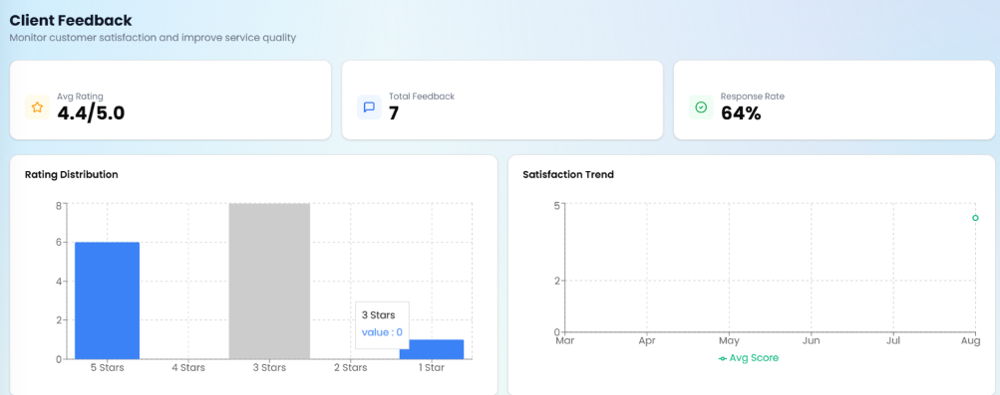 Client Feedback
Monitor customer satisfaction and improve service quality
Avg Rating
4.4/5.0
Total Feedback
7
Response Rate
64%
Rating Distribution
8
6
4
2
0
5 Stars
4 Stars
3 Stars
2 Stars
1 Star
3 Stars
value : 0
Satisfaction Trend
5
2
0
Mar
Apr
May
Jun
Jul
Aug
Avg Score